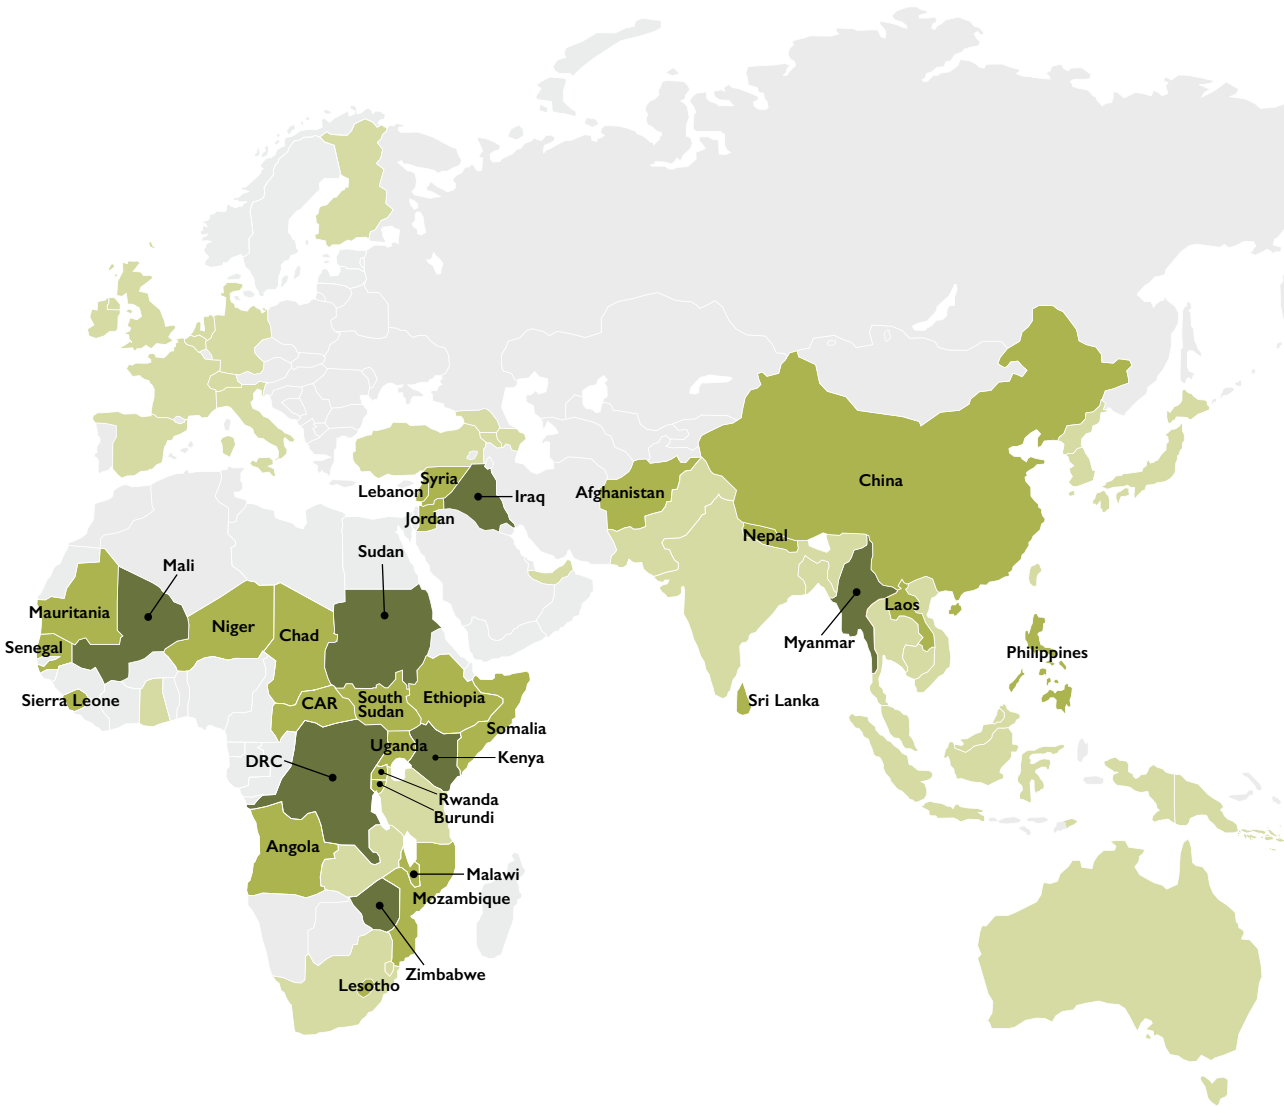 Syria
China
Lebanon
Afghanistan
Iraq
Jordan
Nepal
Sudan
Mali
Laos
Mauritania
Niger
Chad
Myanmar
Senegal
Philippines
Sierra Leone
CAR
South
Sudan
Ethiopia
Sri Lanka
Somalia
Uganda
DRC
Kenya
Rwanda
Burundi
Angola
Malawi
Mozambique
Zimbabwe
Lesotho